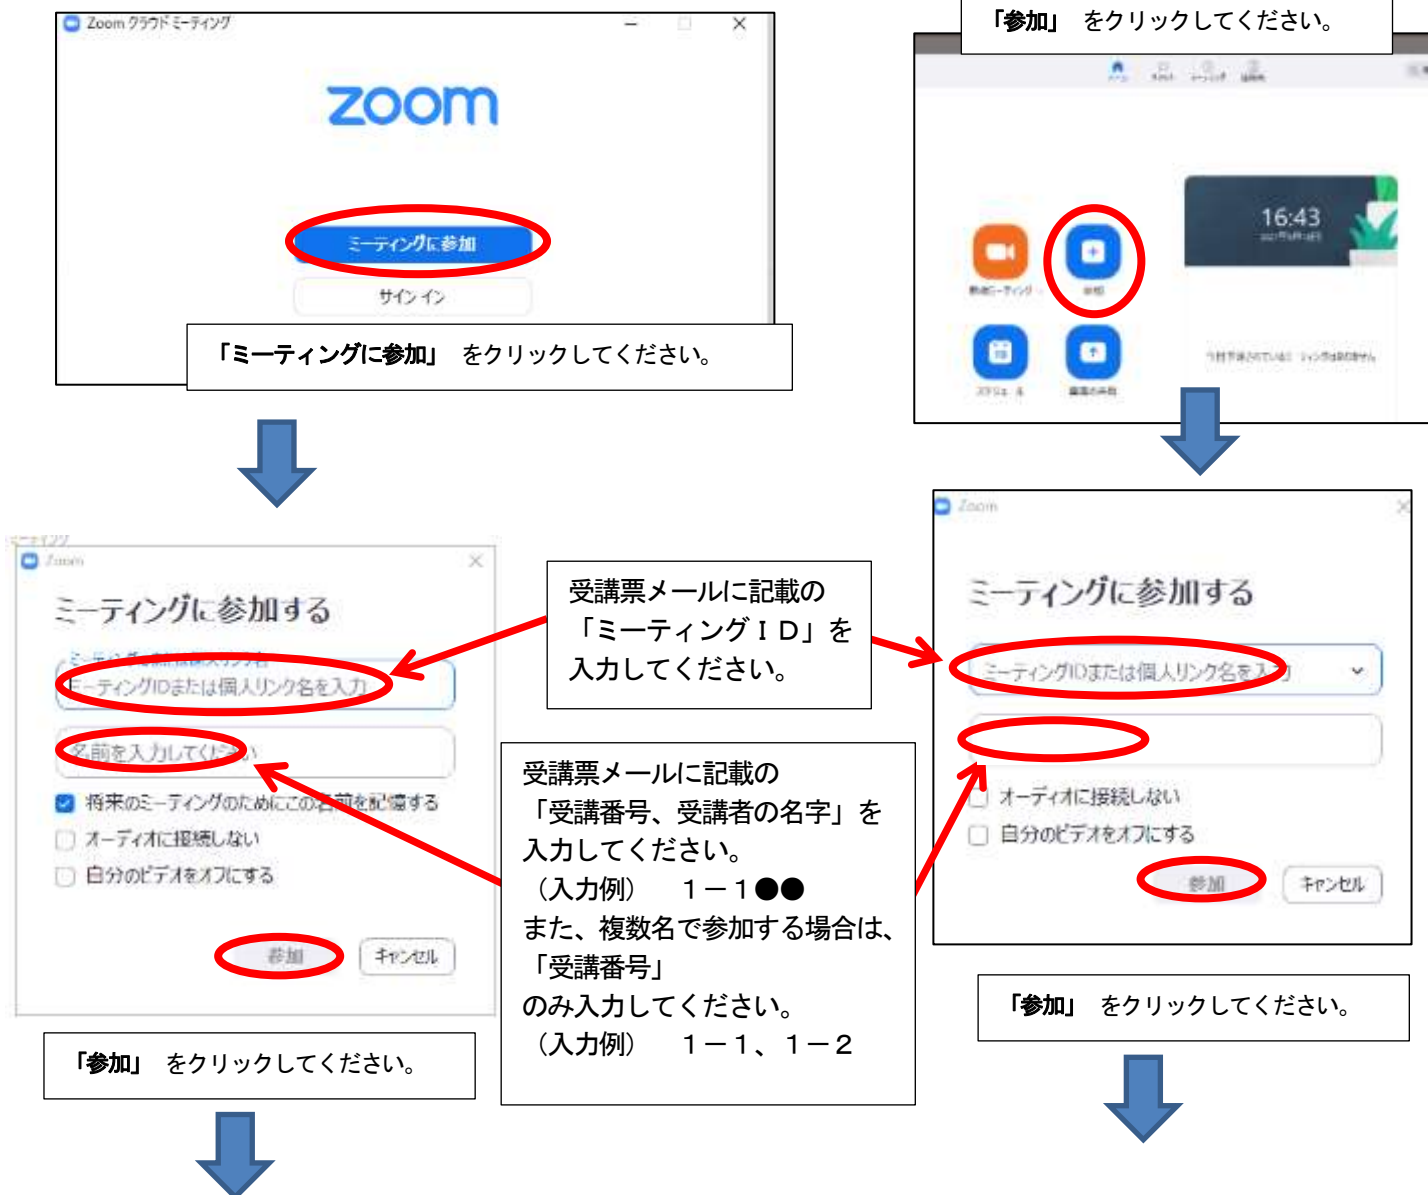 Zoom クラウド ミーティング
zoom
ミーティングに参加
サイン イン
「ミーティングに参加」 をクリックしてください。
「参加」 をクリックしてください。
16:43
Zoom
ミーティングに参加する
ミーティングIDまたは個人リンク名を入力
名前を入力してください
将来のミーティングのためにこの名前を記憶する
オーディオに接続しない
自分のビデオをオフにする
参加
キャンセル
「参加」 をクリックしてください。
受講票メールに記載の
「ミーティングＩＤ」を
入力してください。
受講票メールに記載の
「受講番号、受講者の名字」を
入力してください。
（入力例）　１－１●●
また、複数名で参加する場合は、
「受講番号」
のみ入力してください。
（入力例）　１－１、１－２
Zoom
ミーティングに参加する
ミーティングIDまたは個人リンク名を入力
オーディオに接続しない
自分のビデオをオフにする
参加
キャンセル
「参加」 をクリックしてください。